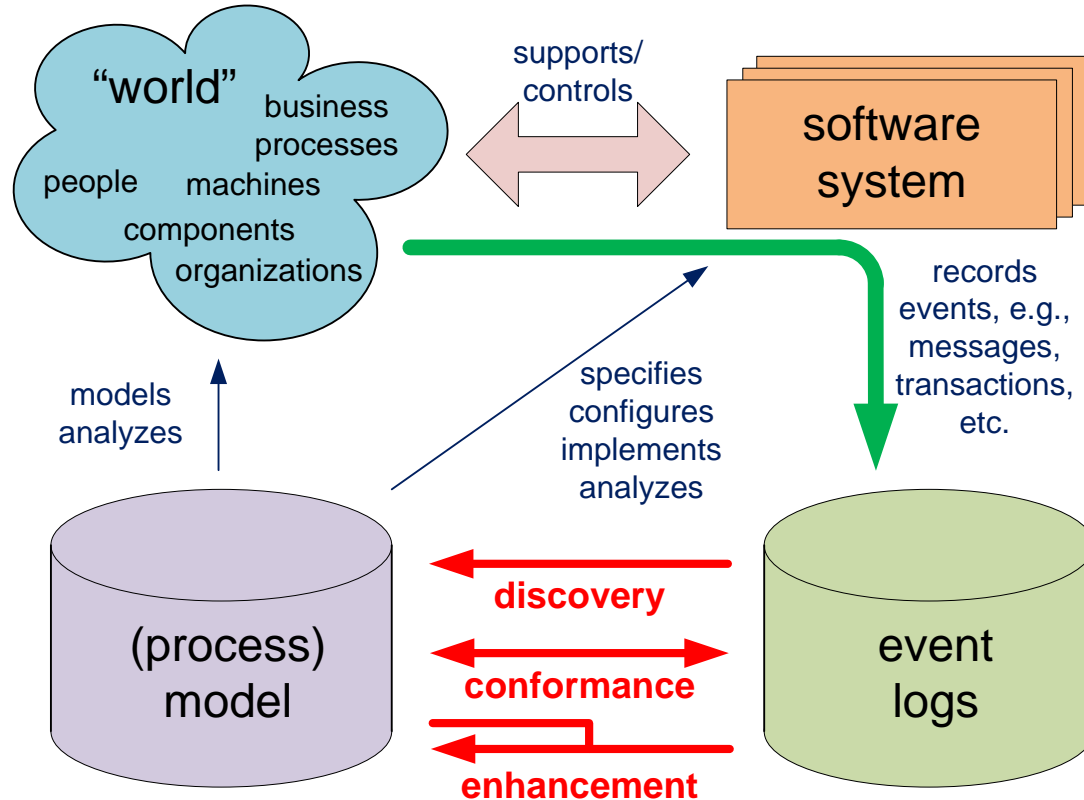 “world”
business
processes
people
machines
components
organizations
supports/
controls
software
system
records
events, e.g.,
messages,
transactions,
etc.
models
analyzes
specifies
configures
implements
analyzes
(process)
model
discovery
conformance
enhancement
event
logs